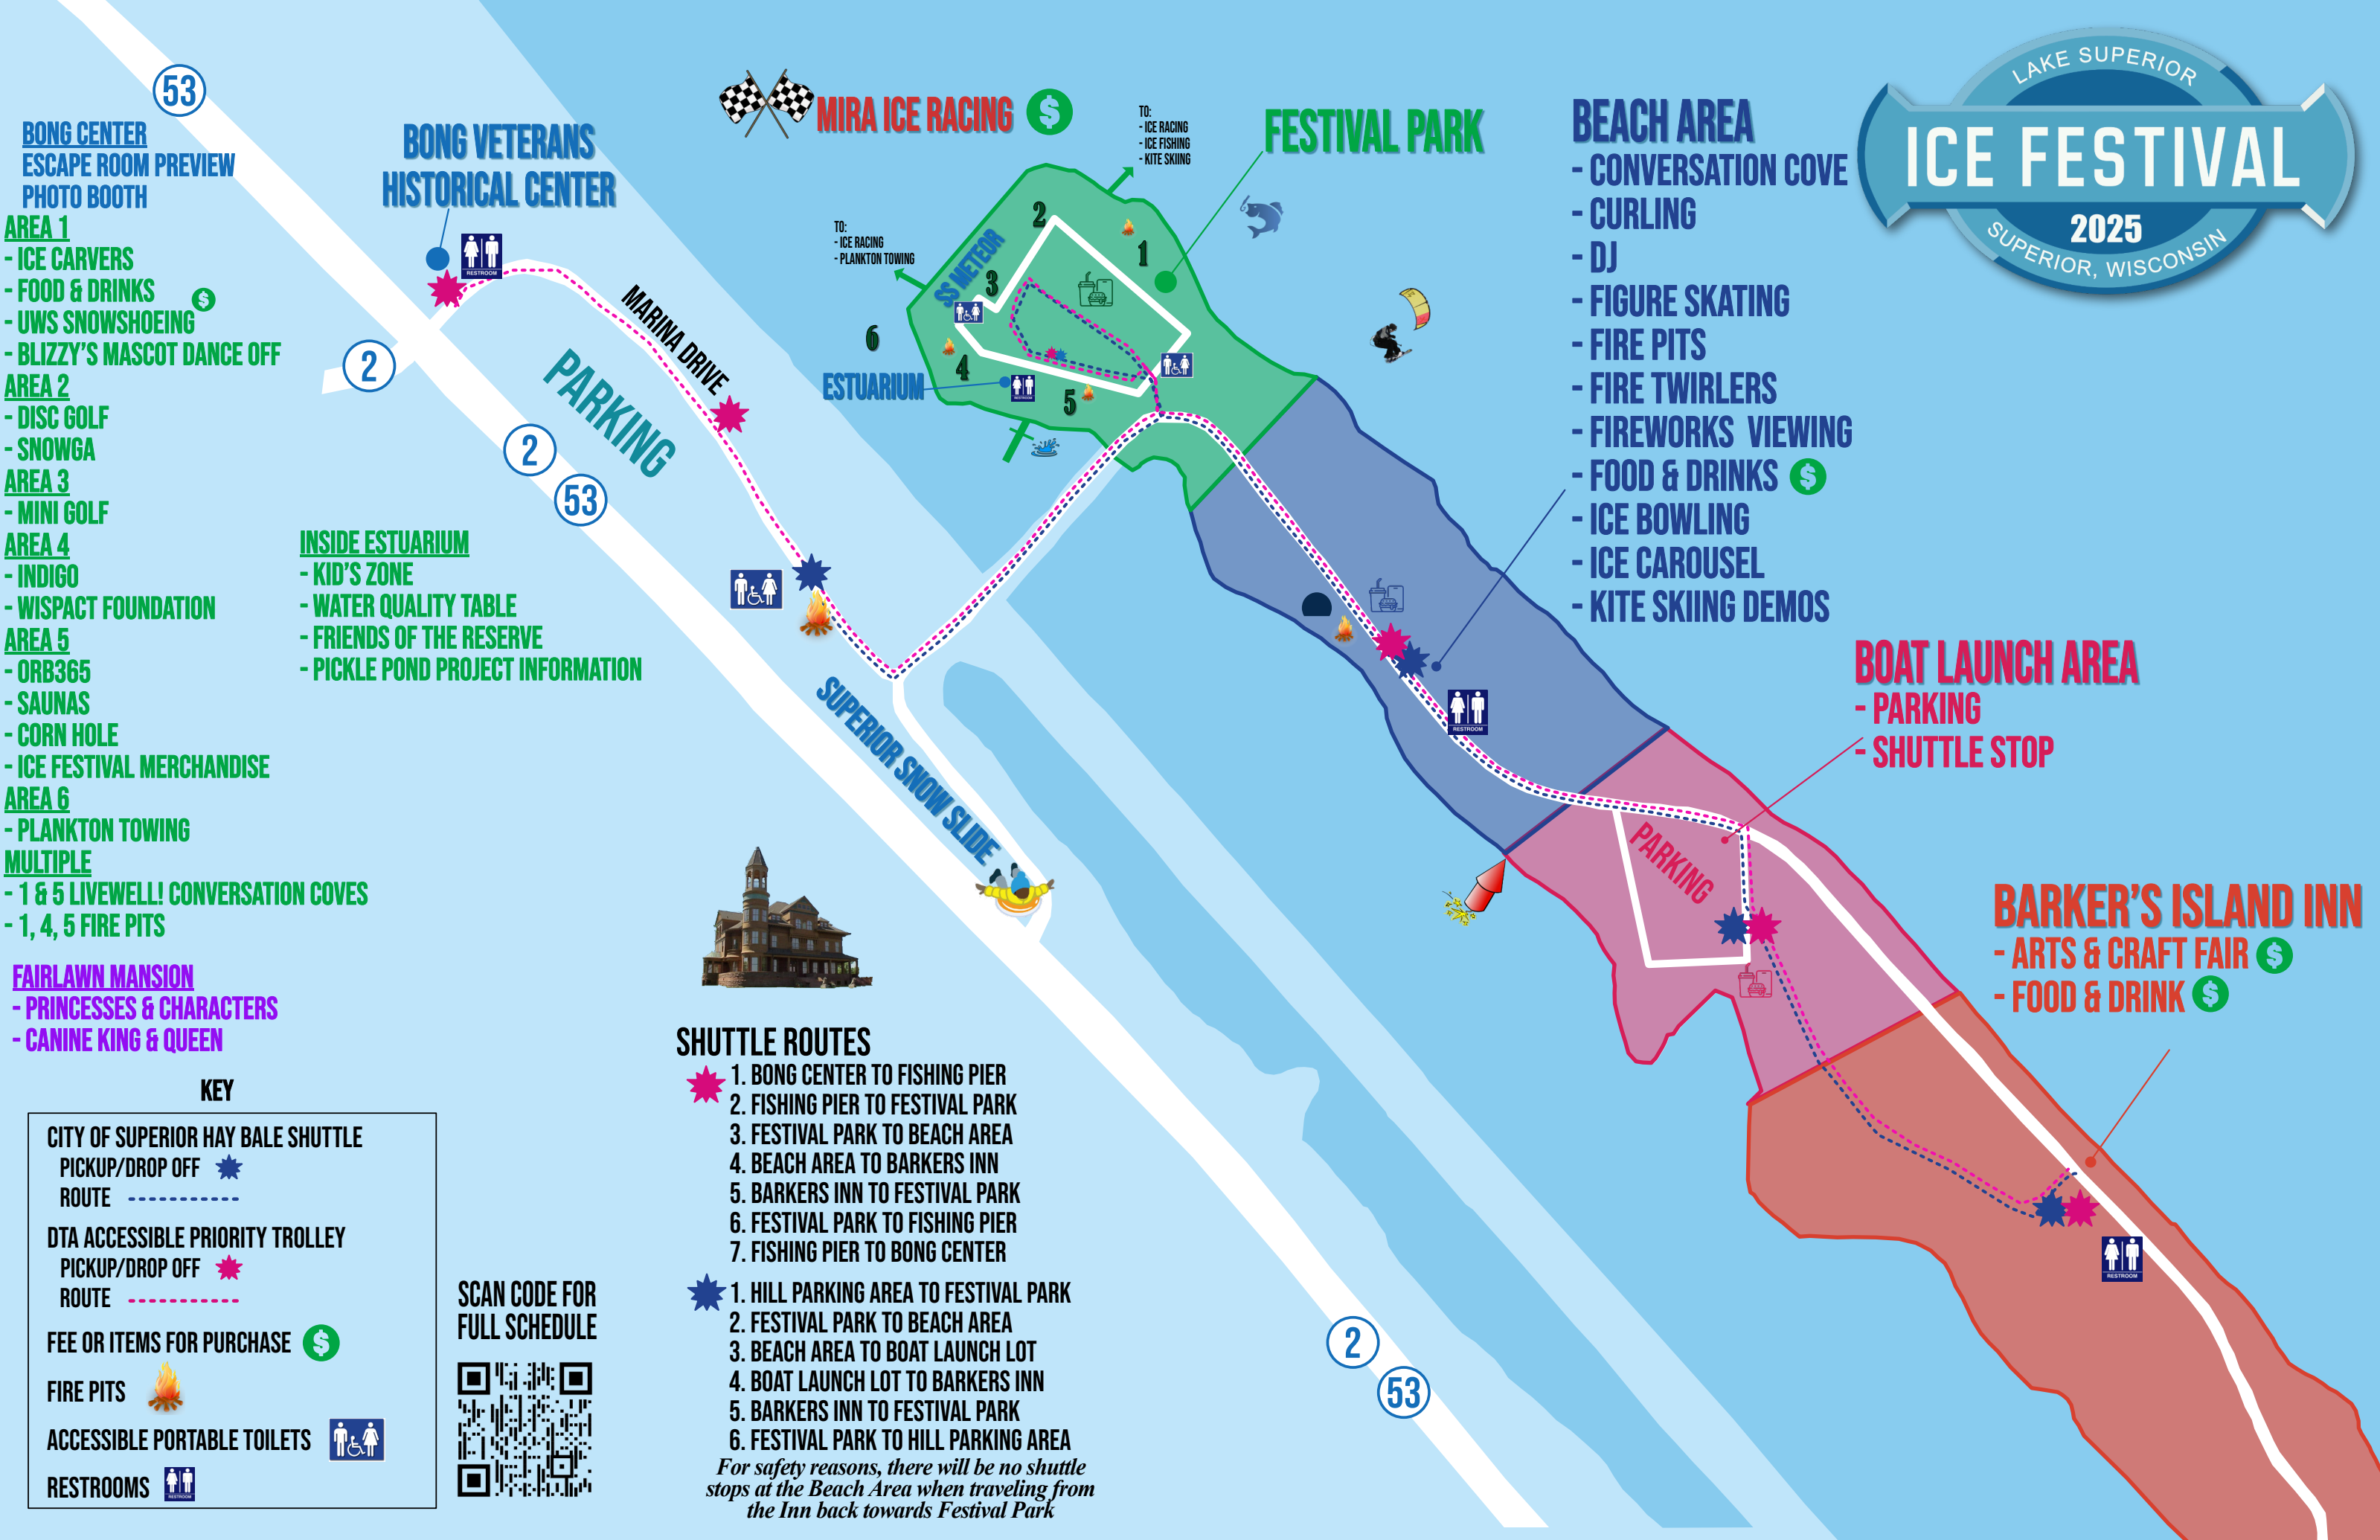 53
BONG CENTER
ESCAPE ROOM PREVIEW
PHOTO BOOTH
AREA 1
- ICE CARVERS
- FOOD & DRINKS $
- UWS SNOWSHOEING
- BLIZZY'S MASCOT DANCE OFF
AREA 2
- DISC GOLF
- SNOWGA
AREA 3
- MINI GOLF
AREA 4
- INDIGO
- WISPACT FOUNDATION
AREA 5
- ORB365
- SAUNAS
- CORN HOLE
- ICE FESTIVAL MERCHANDISE
AREA 6
- PLANKTON TOWING
MULTIPLE
- 1 & 5 LIVEWELL! CONVERSATION COVES
- 1, 4, 5 FIRE PITS
FAIRLAWN MANSION
- PRINCESSES & CHARACTERS
- CANINE KING & QUEEN
INSIDE ESTUARIUM
- KID'S ZONE
- WATER QUALITY TABLE
- FRIENDS OF THE RESERVE
- PICKLE POND PROJECT INFORMATION
KEY
CITY OF SUPERIOR HAY BALE SHUTTLE
PICKUP/DROP OFF
ROUTE
DTA ACCESSIBLE PRIORITY TROLLEY
PICKUP/DROP OFF
ROUTE
FEE OR ITEMS FOR PURCHASE $
FIRE PITS
ACCESSIBLE PORTABLE TOILETS
RESTROOMS
RESTROOM
SCAN CODE FOR
FULL SCHEDULE
BONG VETERANS
HISTORICAL CENTER
RESTROOM
2
2
53
PARKING
MARINA DRIVE
SUPERIOR SNOW SLIDE
MIRA ICE RACING $
TO:
- ICE RACING
- ICE FISHING
- KITE SKIING
TO:
- ICE RACING
- PLANKTON TOWING
FESTIVAL PARK
SS METEOR
1
2
3
4
5
6
ESTUARIUM
RESTROOM
BEACH AREA
- CONVERSATION COVE
- CURLING
- DJ
- FIGURE SKATING
- FIRE PITS
- FIRE TWIRLERS
- FIREWORKS VIEWING
- FOOD & DRINKS $
- ICE BOWLING
- ICE CAROUSEL
- KITE SKIING DEMOS
RESTROOM
LAKE SUPERIOR
ICE FESTIVAL
2025
SUPERIOR, WISCONSIN
BOAT LAUNCH AREA
- PARKING
- SHUTTLE STOP
PARKING
BARKER'S ISLAND INN
- ARTS & CRAFT FAIR $
- FOOD & DRINK $
RESTROOM
SHUTTLE ROUTES
1. BONG CENTER TO FISHING PIER
2. FISHING PIER TO FESTIVAL PARK
3. FESTIVAL PARK TO BEACH AREA
4. BEACH AREA TO BARKERS INN
5. BARKERS INN TO FESTIVAL PARK
6. FESTIVAL PARK TO FISHING PIER
7. FISHING PIER TO BONG CENTER
1. HILL PARKING AREA TO FESTIVAL PARK
2. FESTIVAL PARK TO BEACH AREA
3. BEACH AREA TO BOAT LAUNCH LOT
4. BOAT LAUNCH LOT TO BARKERS INN
5. BARKERS INN TO FESTIVAL PARK
6. FESTIVAL PARK TO HILL PARKING AREA
For safety reasons, there will be no shuttle
stops at the Beach Area when traveling from
the Inn back towards Festival Park
2
53